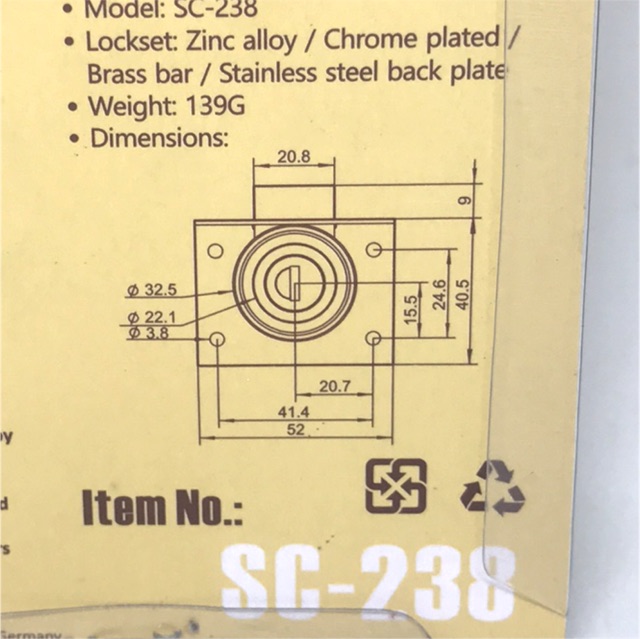 • Model: SC-238
• Lockset: Zinc alloy / Chrome plated /
Brass bar / Stainless steel back plate
• Weight: 139G
• Dimensions:
20.8
9
ϕ 32.5
ϕ 22.1
ϕ 3.8
15.5
24.6
40.5
20.7
41.4
52
Item No.:
SC-238
Germany